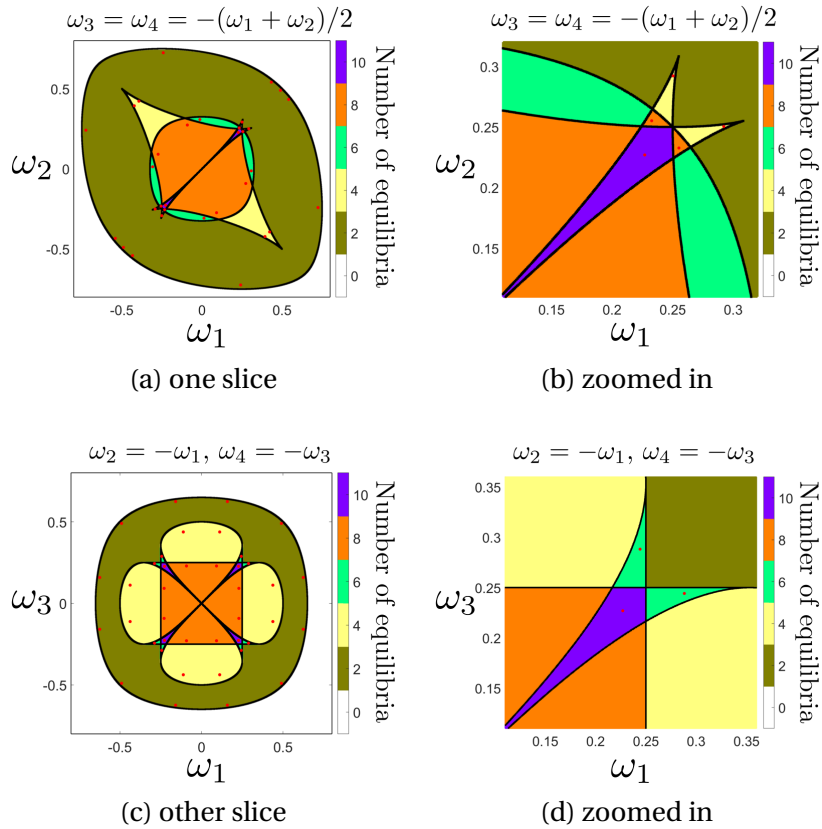 ω₃ = ω₄ = −(ω₁ + ω₂)/2
0.5
0
-0.5
-0.5
0
0.5
ω₂
ω₁
10
8
6
4
2
0
Number of equilibria
(a) one slice
ω₃ = ω₄ = −(ω₁ + ω₂)/2
0.3
0.25
0.2
0.15
0.15
0.2
0.25
0.3
ω₂
ω₁
10
8
6
4
2
0
Number of equilibria
(b) zoomed in
ω₂ = −ω₁, ω₄ = −ω₃
0.5
0
-0.5
-0.5
0
0.5
ω₃
ω₁
10
8
6
4
2
0
Number of equilibria
(c) other slice
ω₂ = −ω₁, ω₄ = −ω₃
0.35
0.3
0.25
0.2
0.15
0.15
0.2
0.25
0.3
0.35
ω₃
ω₁
10
8
6
4
2
0
Number of equilibria
(d) zoomed in